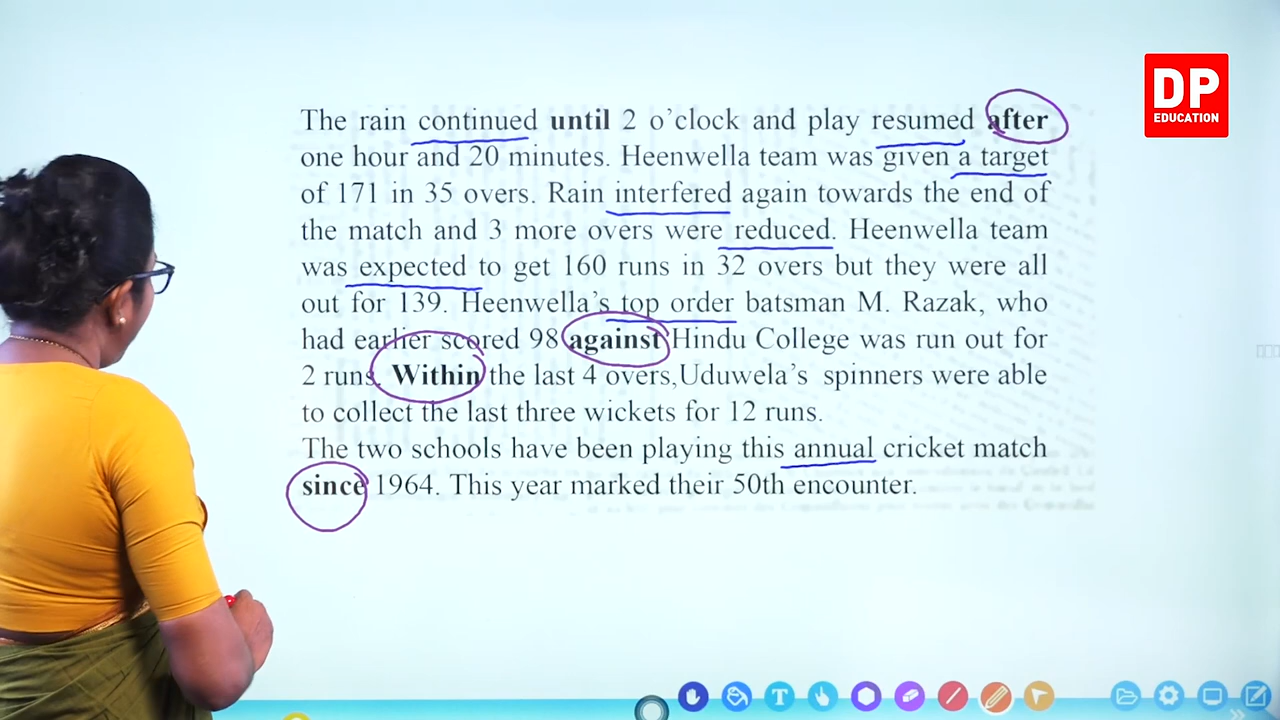 DP
EDUCATION
The rain continued until 2 o'clock and play resumed after
one hour and 20 minutes. Heenwella team was given a target
of 171 in 35 overs. Rain interfered again towards the end of
the match and 3 more overs were reduced. Heenwella team
was expected to get 160 runs in 32 overs but they were all
out for 139. Heenwella's top order batsman M. Razak, who
had earlier scored 98 against Hindu College was run out for
2 runs. Within the last 4 overs,Uduwela's spinners were able
to collect the last three wickets for 12 runs.
The two schools have been playing this annual cricket match
since 1964. This year marked their 50th encounter.